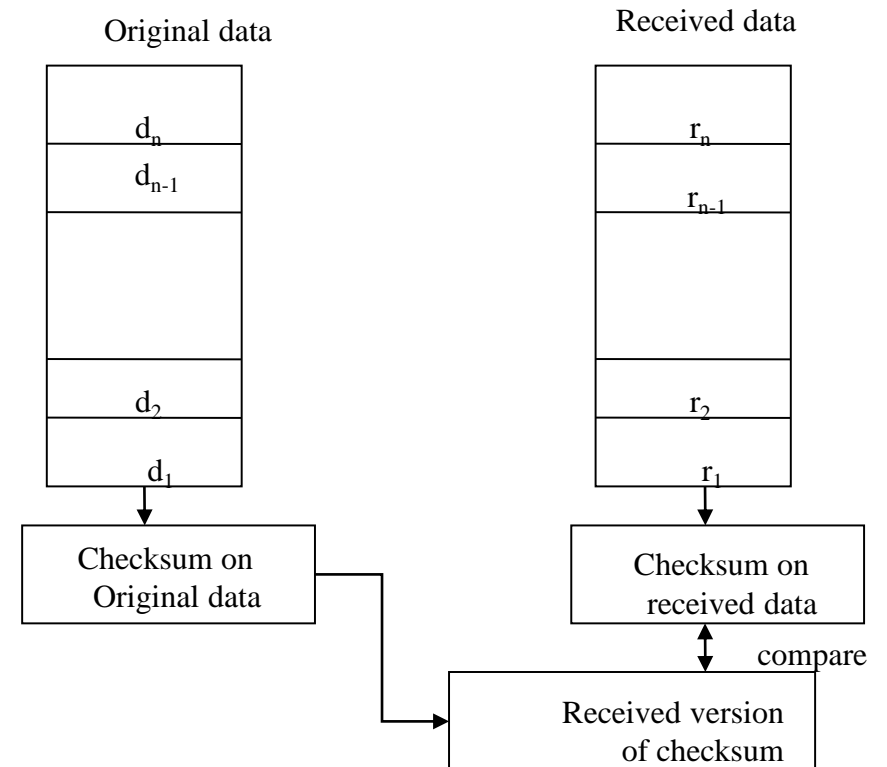 Original data
Received data
dₙ
rₙ
dₙ₋₁
rₙ₋₁
d₂
r₂
d₁
r₁
Checksum on
Original data
Checksum on
received data
compare
Received version
of checksum